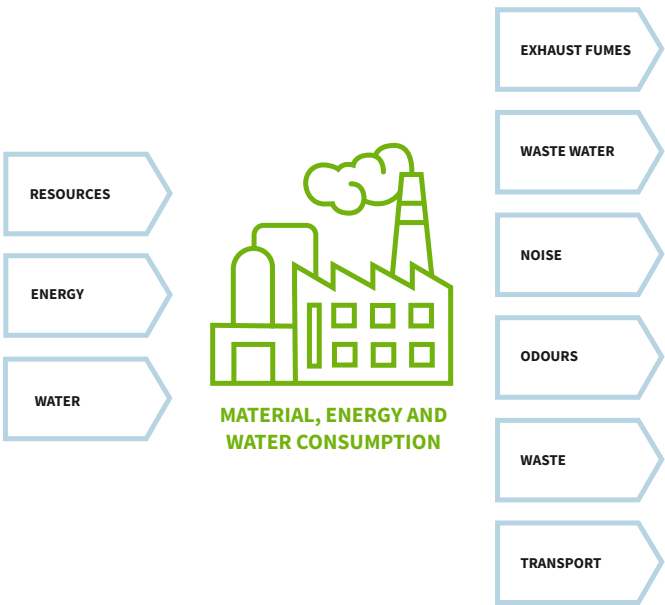 RESOURCES
ENERGY
WATER
MATERIAL, ENERGY AND
WATER CONSUMPTION
EXHAUST FUMES
WASTE WATER
NOISE
ODOURS
WASTE
TRANSPORT